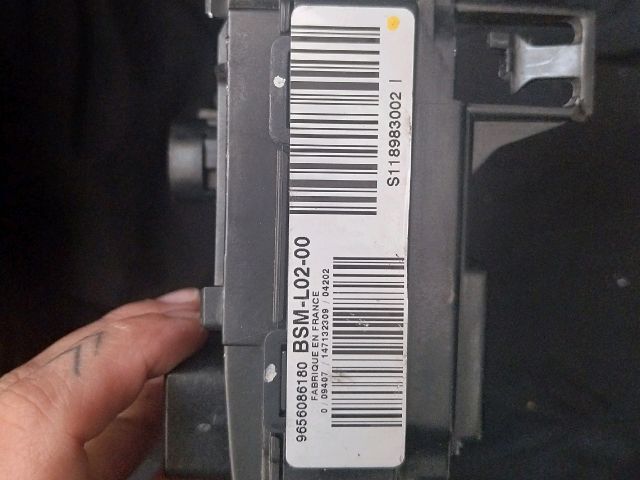 S118983002 I
9656086180 BSM-L02-00
FABRIQUE EN FRANCE
0 / 09407 / 147132309 / 04202